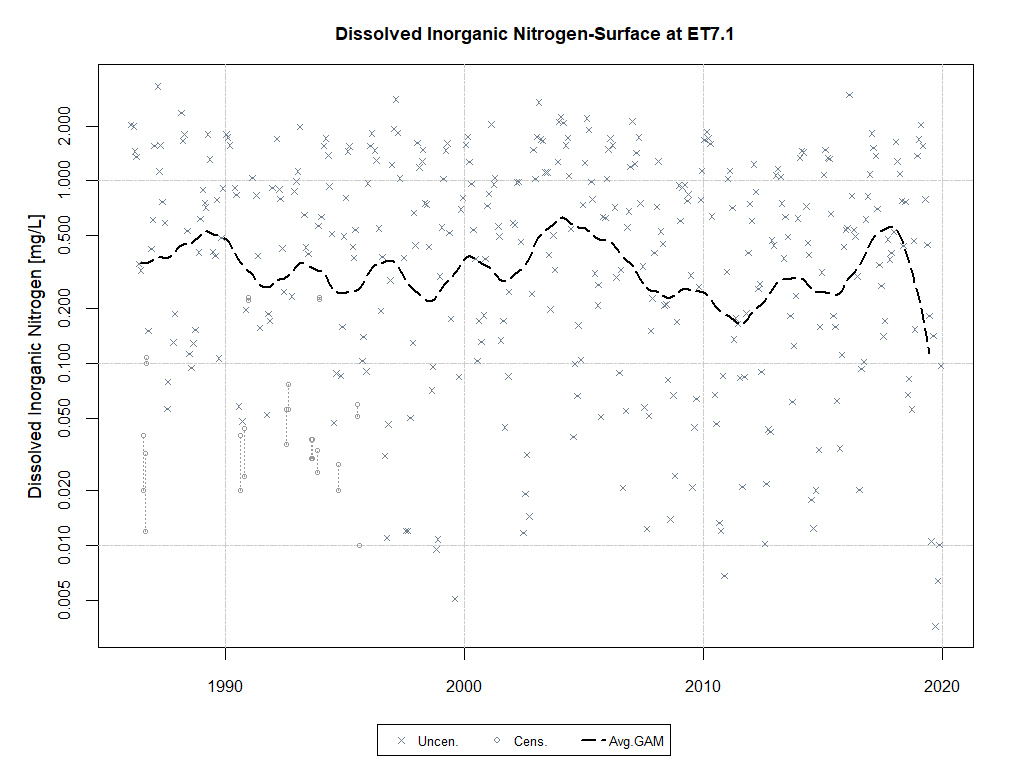 Dissolved Inorganic Nitrogen-Surface at ET7.1
Dissolved Inorganic Nitrogen [mg/L]
2.000
1.000
0.500
0.200
0.100
0.050
0.020
0.010
0.005
1990 2000 2010 2020
Uncen. Cens. Avg.GAM